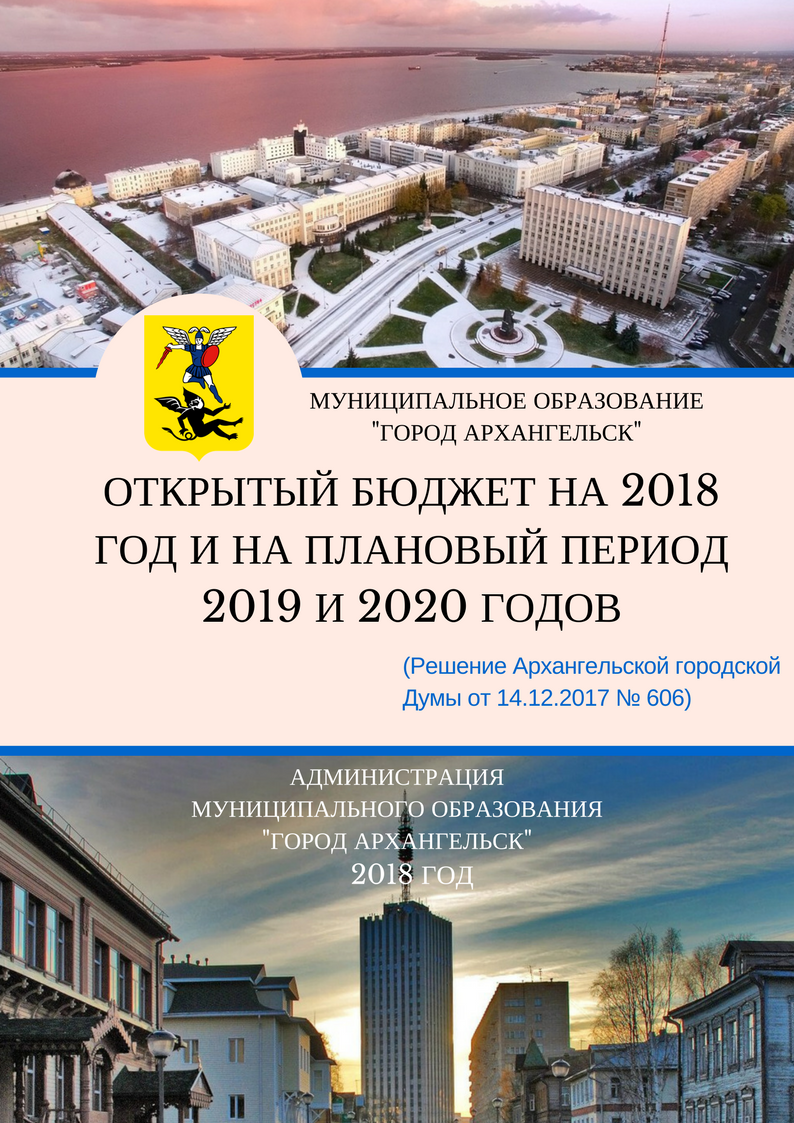 МУНИЦИПАЛЬНОЕ ОБРАЗОВАНИЕ
"ГОРОД АРХАНГЕЛЬСК"
ОТКРЫТЫЙ БЮДЖЕТ НА 2018
ГОД И НА ПЛАНОВЫЙ ПЕРИОД
2019 И 2020 ГОДОВ
(Решение Архангельской городской
Думы от 14.12.2017 № 606)
АДМИНИСТРАЦИЯ
МУНИЦИПАЛЬНОГО ОБРАЗОВАНИЯ
"ГОРОД АРХАНГЕЛЬСК"
2018 ГОД